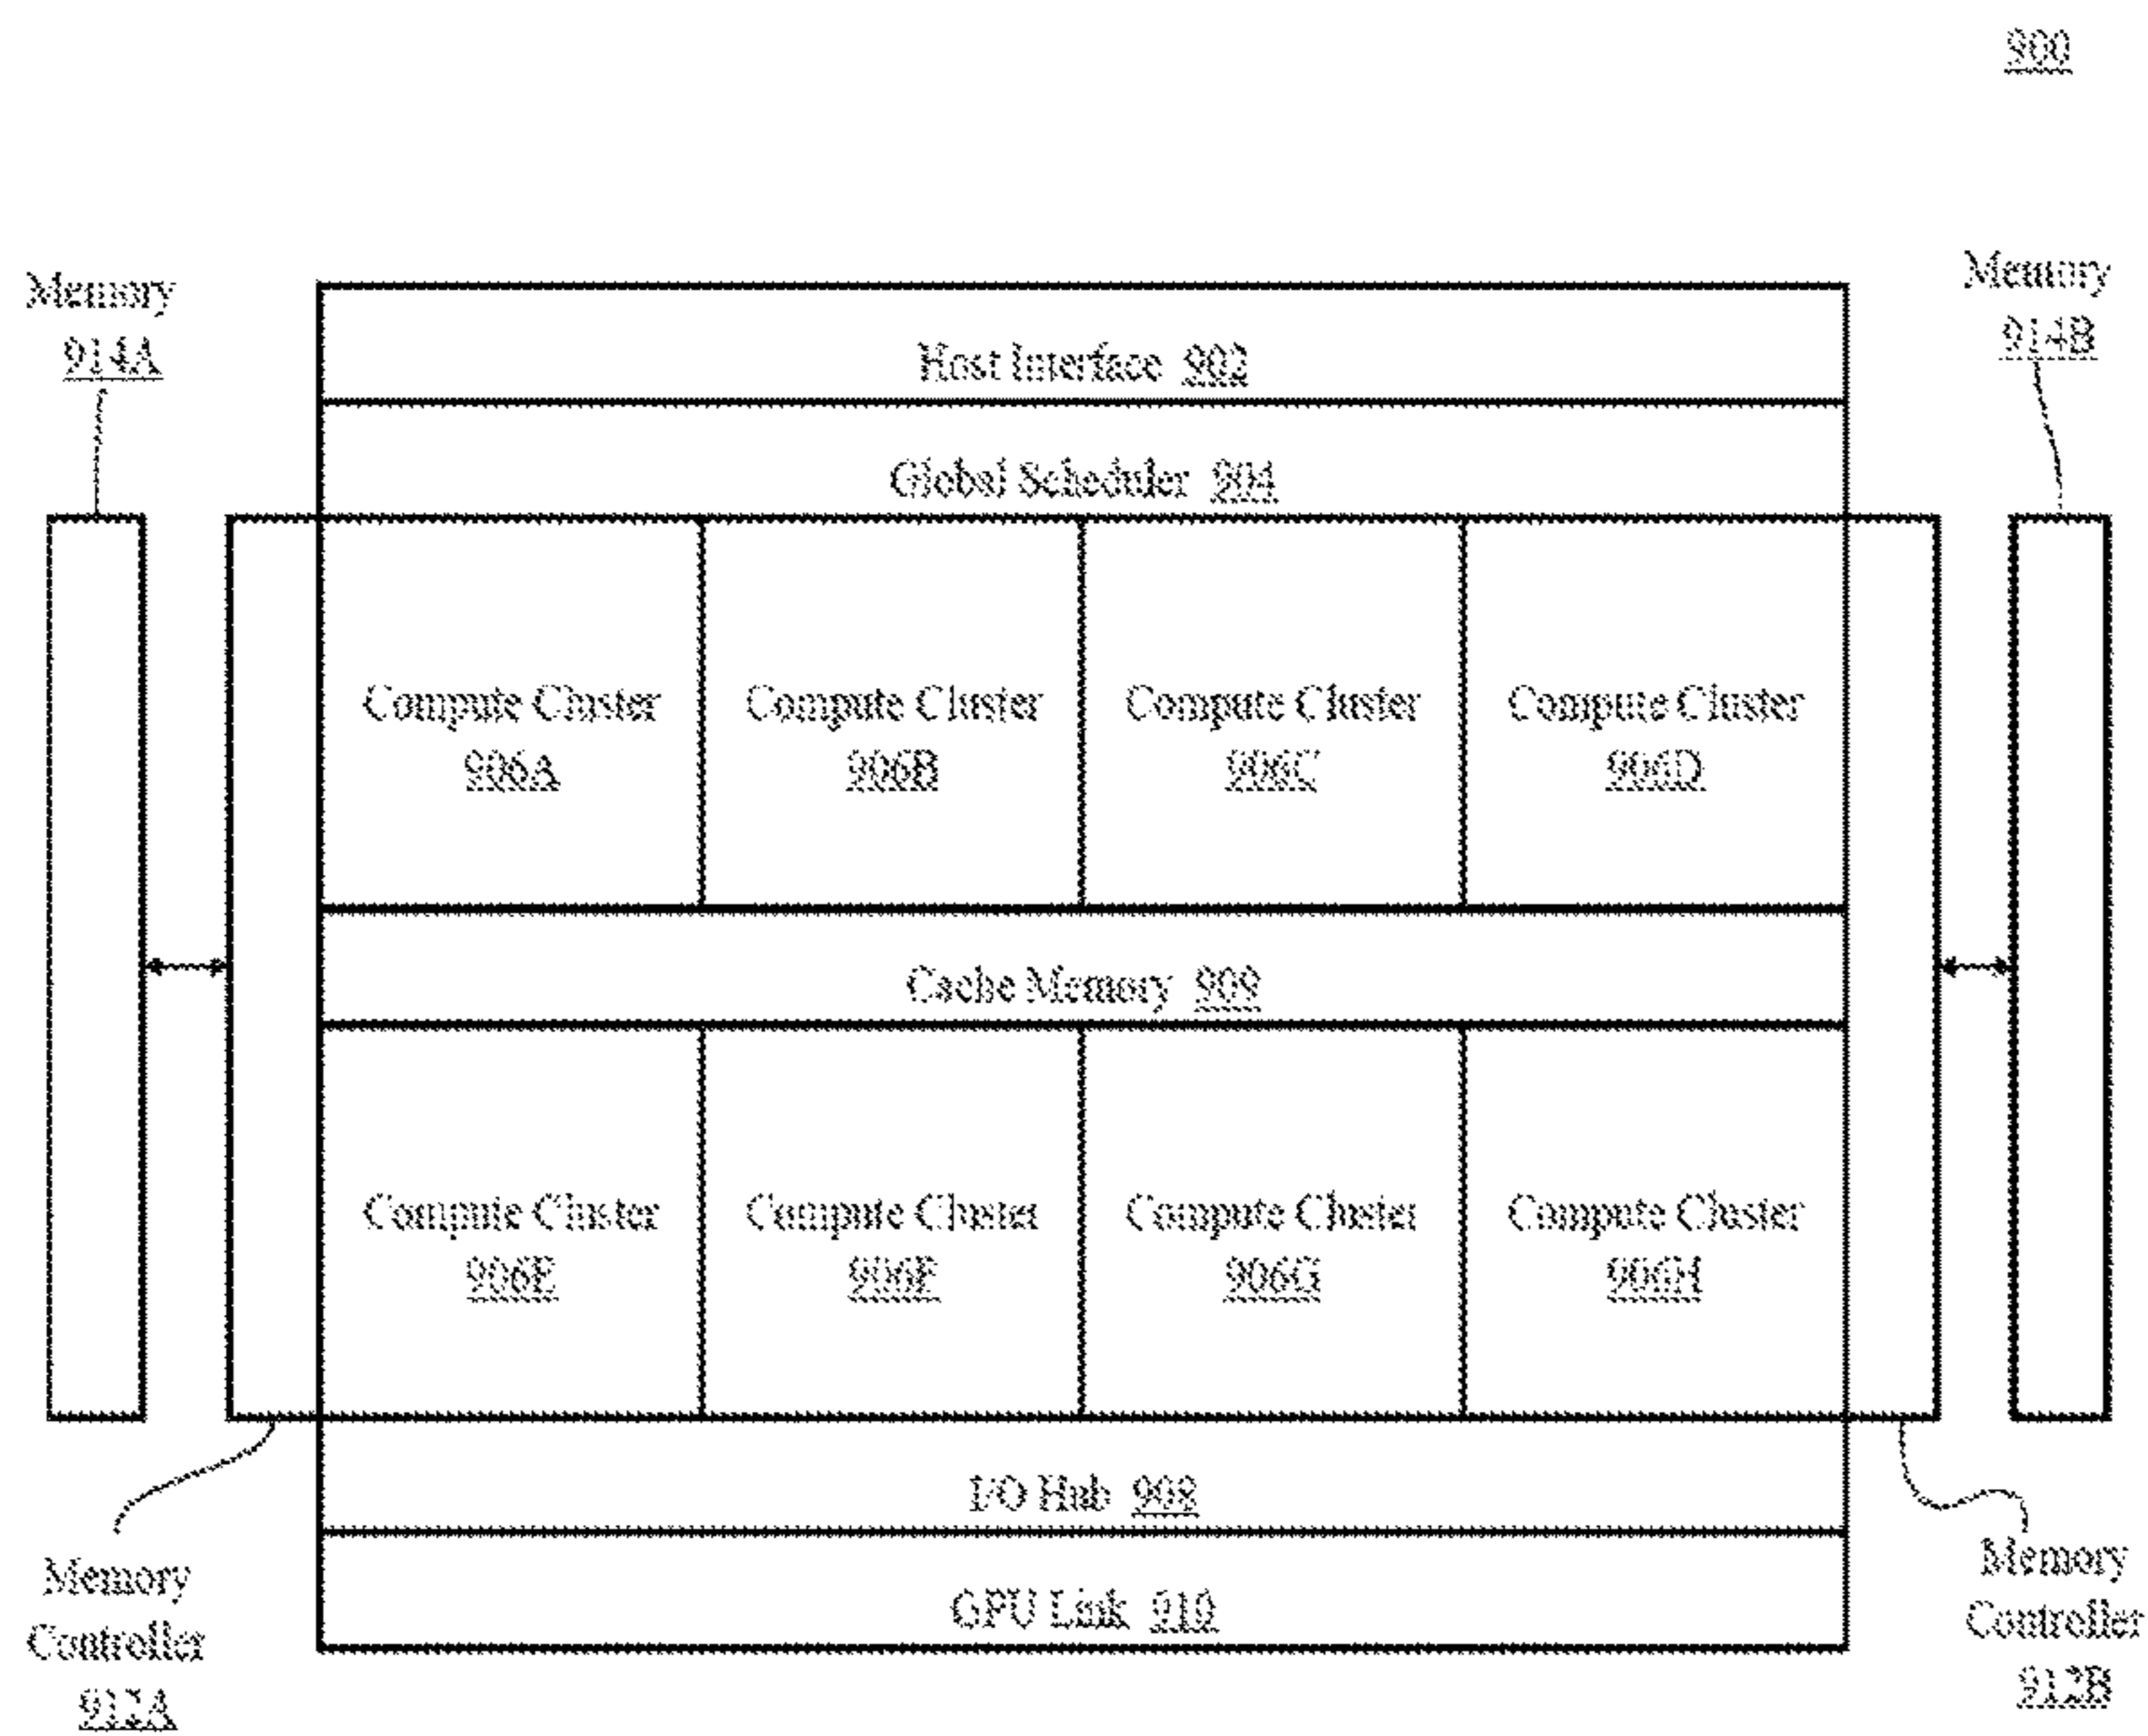 900
Memory
914A
Memory
914B
Host Interface 902
Global Scheduler 904
Compute Cluster
906A
Compute Cluster
906B
Compute Cluster
906C
Compute Cluster
906D
Cache Memory 909
Compute Cluster
906E
Compute Cluster
906F
Compute Cluster
906G
Compute Cluster
906H
I/O Hub 908
GPU Link 910
Memory
Controller
912A
Memory
Controller
912B